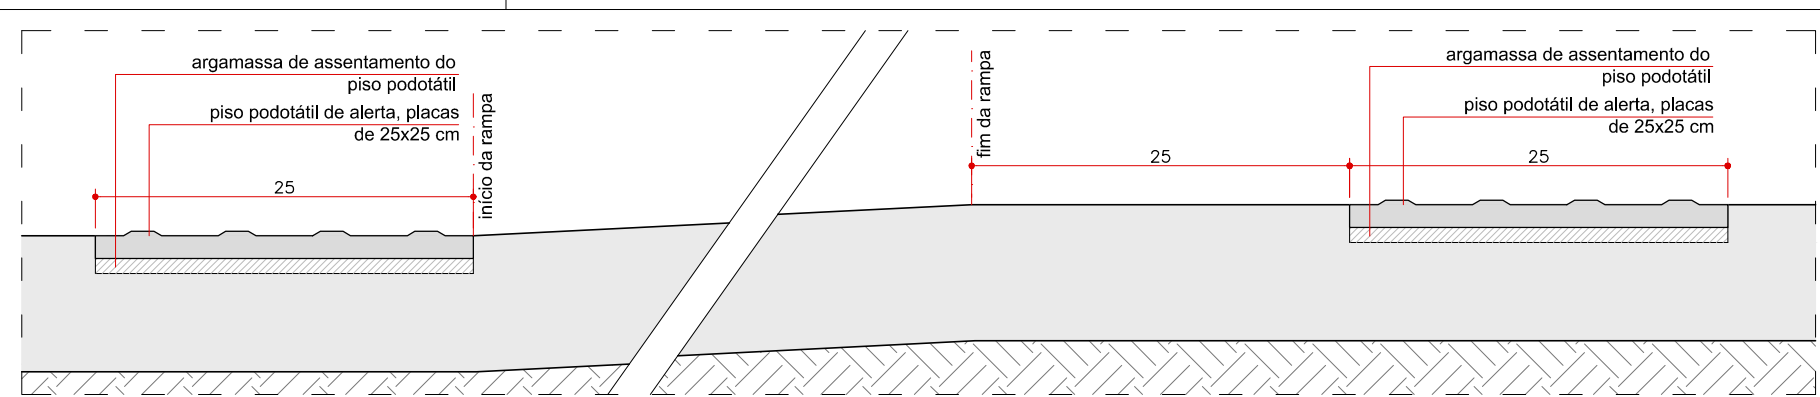 argamassa de assentamento do
piso podotátil
piso podotátil de alerta, placas
de 25x25 cm
25
início da rampa
fim da rampa
25
25
argamassa de assentamento do
piso podotátil
piso podotátil de alerta, placas
de 25x25 cm